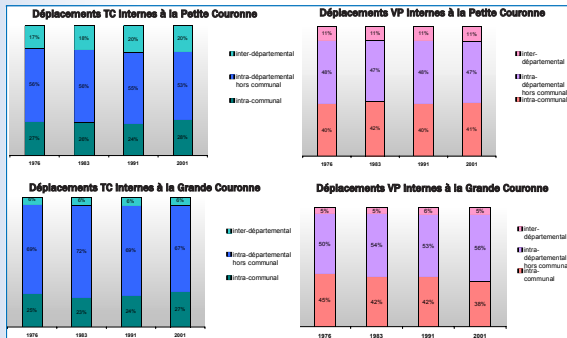 Déplacements TC Internes à la Petite Couronne
17% 18% 20% 20%
56% 52%
27% 24% 28%
1976 1983 1991 2001
inter-départemental
intra-départemental
hors communal
intra-communal
Déplacements VP Internes à la Petite Couronne
11% 11% 11% 11%
48% 47% 48% 47%
40% 42% 40% 41%
1976 1983 1991 2001
inter-
départemental
intra-
départemental
hors communal
intra-communal
Déplacements TC Internes à la Grande Couronne
6% 6%
69% 72% 69% 67%
25% 23% 24% 27%
1976 1983 1991 2001
inter-départemental
intra-départemental
hors communal
intra-communal
Déplacements VP Internes à la Grande Couronne
5% 5% 6% 5%
50% 54% 53% 56%
45% 42% 42% 38%
1976 1983 1991 2001
inter-
départemental
intra-
départemental
hors communal
intra-
communal